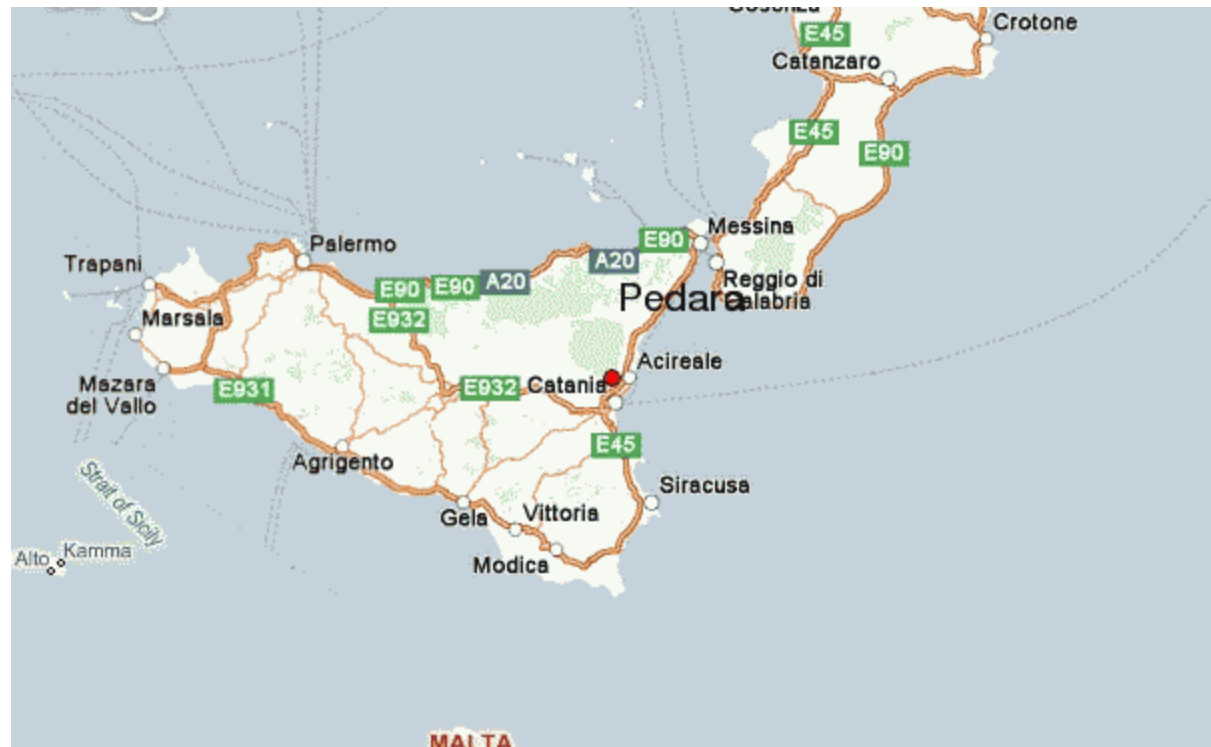 Cosenza
Crotone
E45
Catanzaro
E45
E90
Messina
E90
Palermo
A20
Trapani
Reggio di
Calabria
A20
E90
E90
Pedara
Marsala
E932
Acireale
Mazara
del Vallo
E931
E932
Catania
E45
Agrigento
Strait of Sicily
Siracusa
Gela
Vittoria
Kamma
Alto
Modica
MALTA